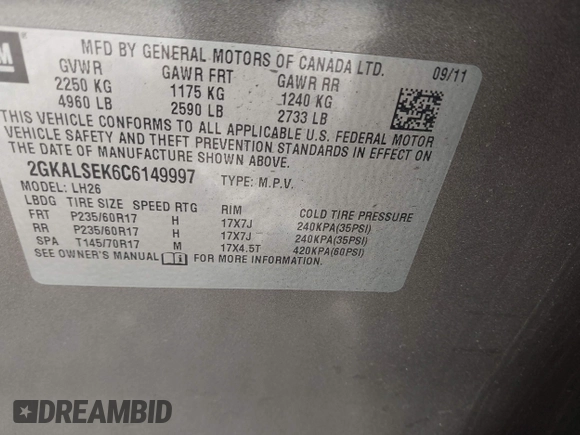 GM
MFD BY GENERAL MOTORS OF CANADA LTD.
GVWR GAWR FRT GAWR RR 09/11
2250 KG 1175 KG 1240 KG
4960 LB 2590 LB 2733 LB
THIS VEHICLE CONFORMS TO ALL APPLICABLE U.S. FEDERAL MOTOR
VEHICLE SAFETY AND THEFT PREVENTION STANDARDS IN EFFECT ON
THE DATE OF MANUFACTURE SHOWN ABOVE.
2GKALSEK6C6149997 TYPE: M.P.V.
MODEL: LH26
LBDG TIRE SIZE SPEED RTG RIM COLD TIRE PRESSURE
FRT P235/60R17 H 17X7J 240KPA(35PSI)
RR P235/60R17 H 17X7J 240KPA(35PSI)
SPA T145/70R17 M 17X4.5T 420KPA(60PSI)
SEE OWNER'S MANUAL FOR MORE INFORMATION.
DREAMBID